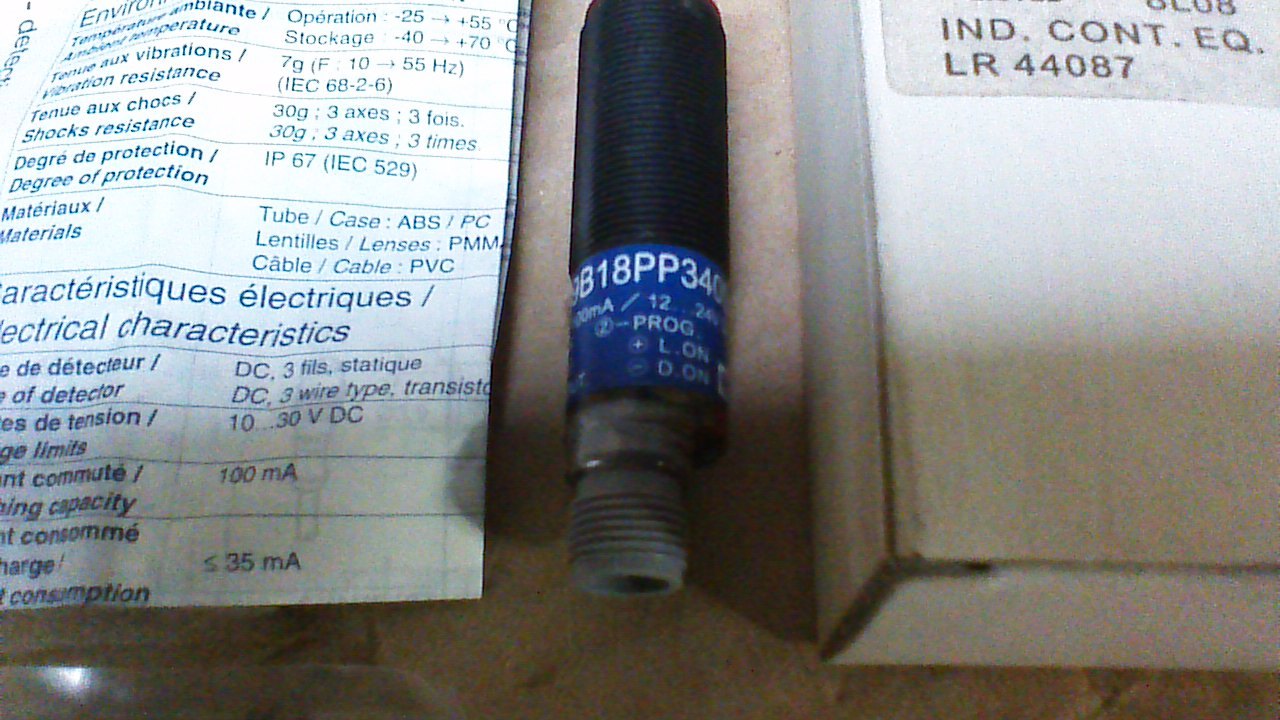 Température ambiante /
Ambient temperature
Opération : -25 → +55 °C
Stockage : -40 → +70 °C
Tenue aux vibrations /
Vibration resistance
7g (F : 10 → 55 Hz)
(IEC 68-2-6)
Tenue aux chocs /
Shocks resistance
30g ; 3 axes ; 3 fois.
30g ; 3 axes ; 3 times.
Degré de protection /
Degree of protection
IP 67 (IEC 529)
Matériaux /
Materials
Tube / Case : ABS / PC
Lentilles / Lenses : PMMA
Câble / Cable : PVC
aractéristiques électriques /
lectrical characteristics
e de détecteur /
e of detector
DC, 3 fils, statique
DC, 3 wire type, transisto
es de tension /
ge limits
10...30 V DC
nt commuté /
hing capacity
100 mA
nt consommé
harge /
t consumption
≤ 35 mA
B18PP340
00mA / 12...24V
②-PROG.
+ L.ON
- D.ON
6L08
IND. CONT. EQ.
LR 44087